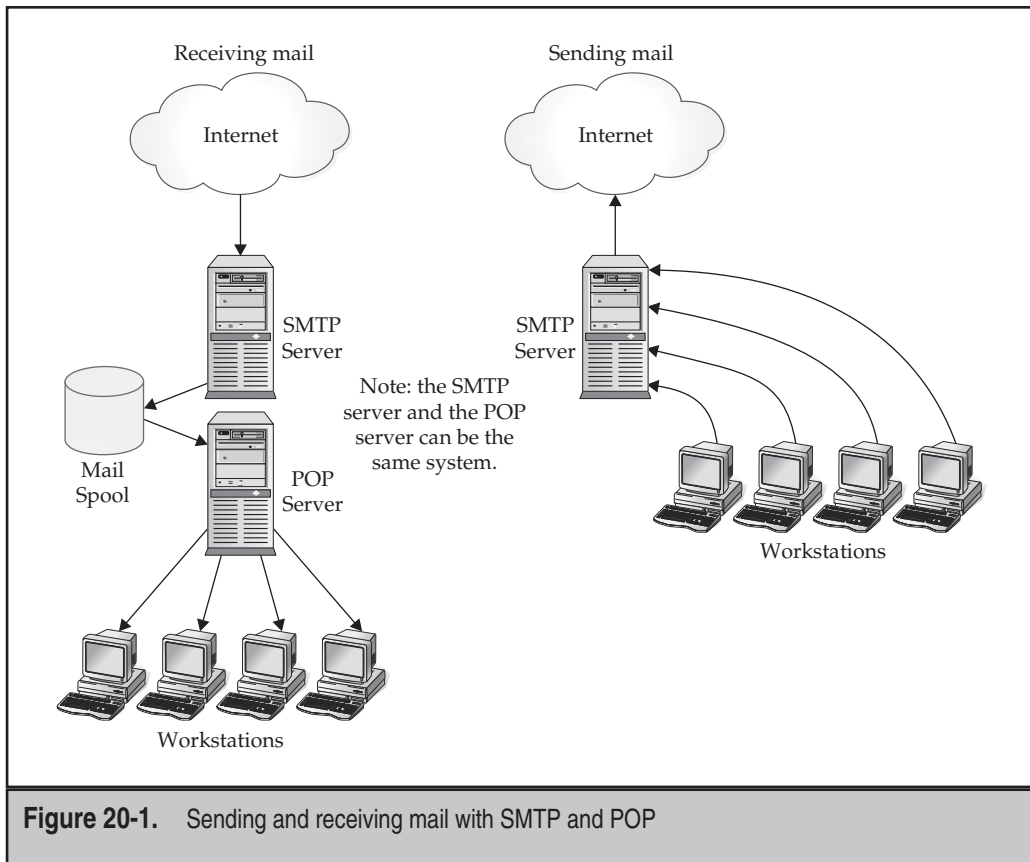 Receiving mail
Internet
SMTP
Server
Mail
Spool
POP
Server
Workstations
Note: the SMTP
server and the POP
server can be the
same system.
Sending mail
Internet
SMTP
Server
Workstations
Figure 20-1. Sending and receiving mail with SMTP and POP